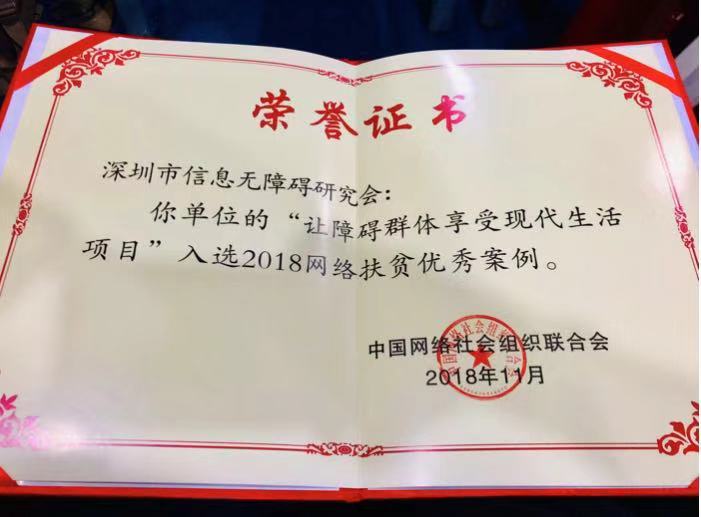 荣誉证书
深圳市信息无障碍研究会：
你单位的“让障碍群体享受现代生活
项目”入选2018网络扶贫优秀案例。
中国网络社会组织联合会
2018年11月